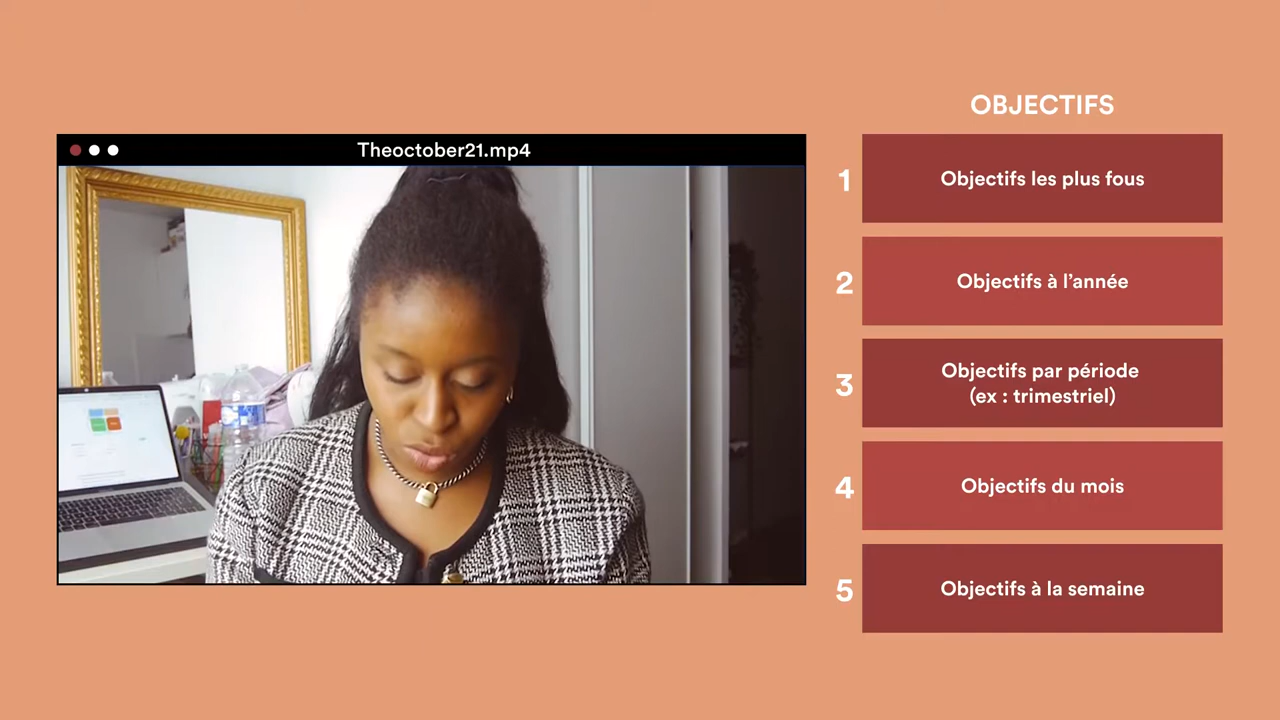 Theoctober21.mp4
OBJECTIFS
1 Objectifs les plus fous
2 Objectifs à l’année
3 Objectifs par période
(ex : trimestriel)
4 Objectifs du mois
5 Objectifs à la semaine